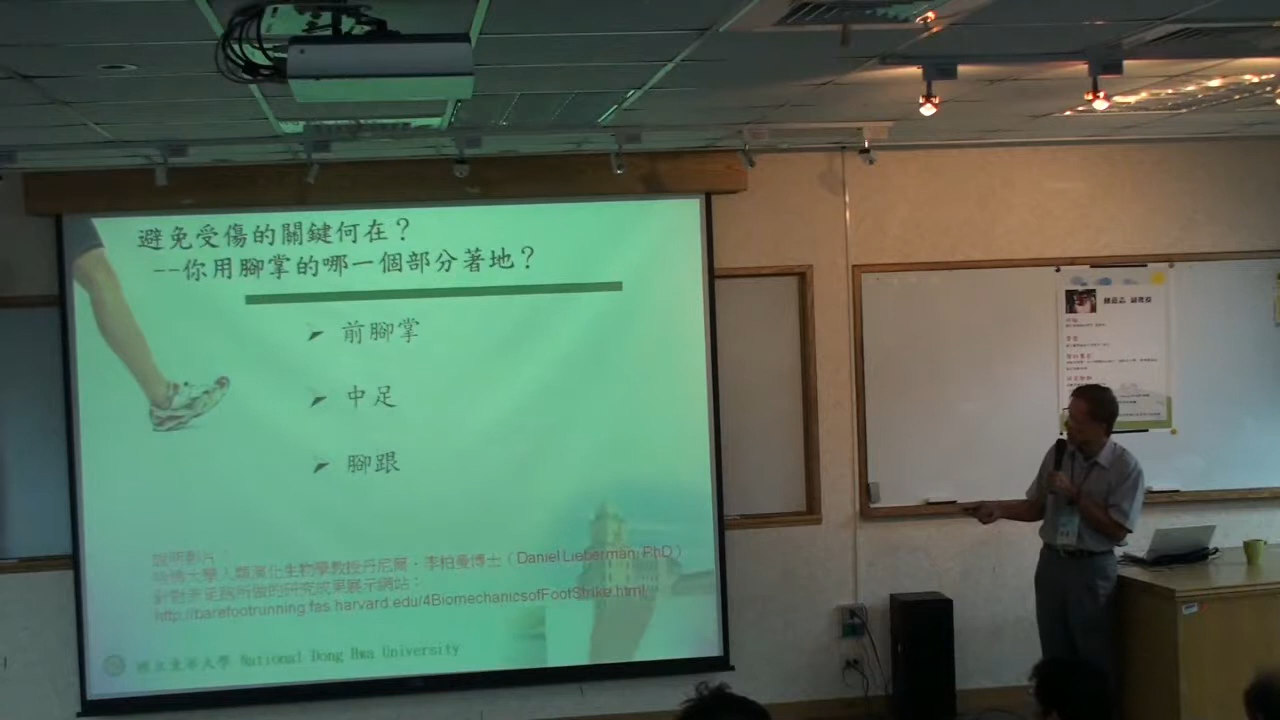 避免受傷的關鍵何在？
--你用腳掌的哪一個部分著地？
前腳掌
中足
腳跟
說明影片：
哈佛大學人類演化生物學教授丹尼爾．李柏曼博士（Daniel Lieberman, PhD）
針對赤足跑所做的研究成果展示網站：
http://barefootrunning.fas.harvard.edu/4BiomechanicsofFootStrike.html
國立東華大學 National Dong Hwa University